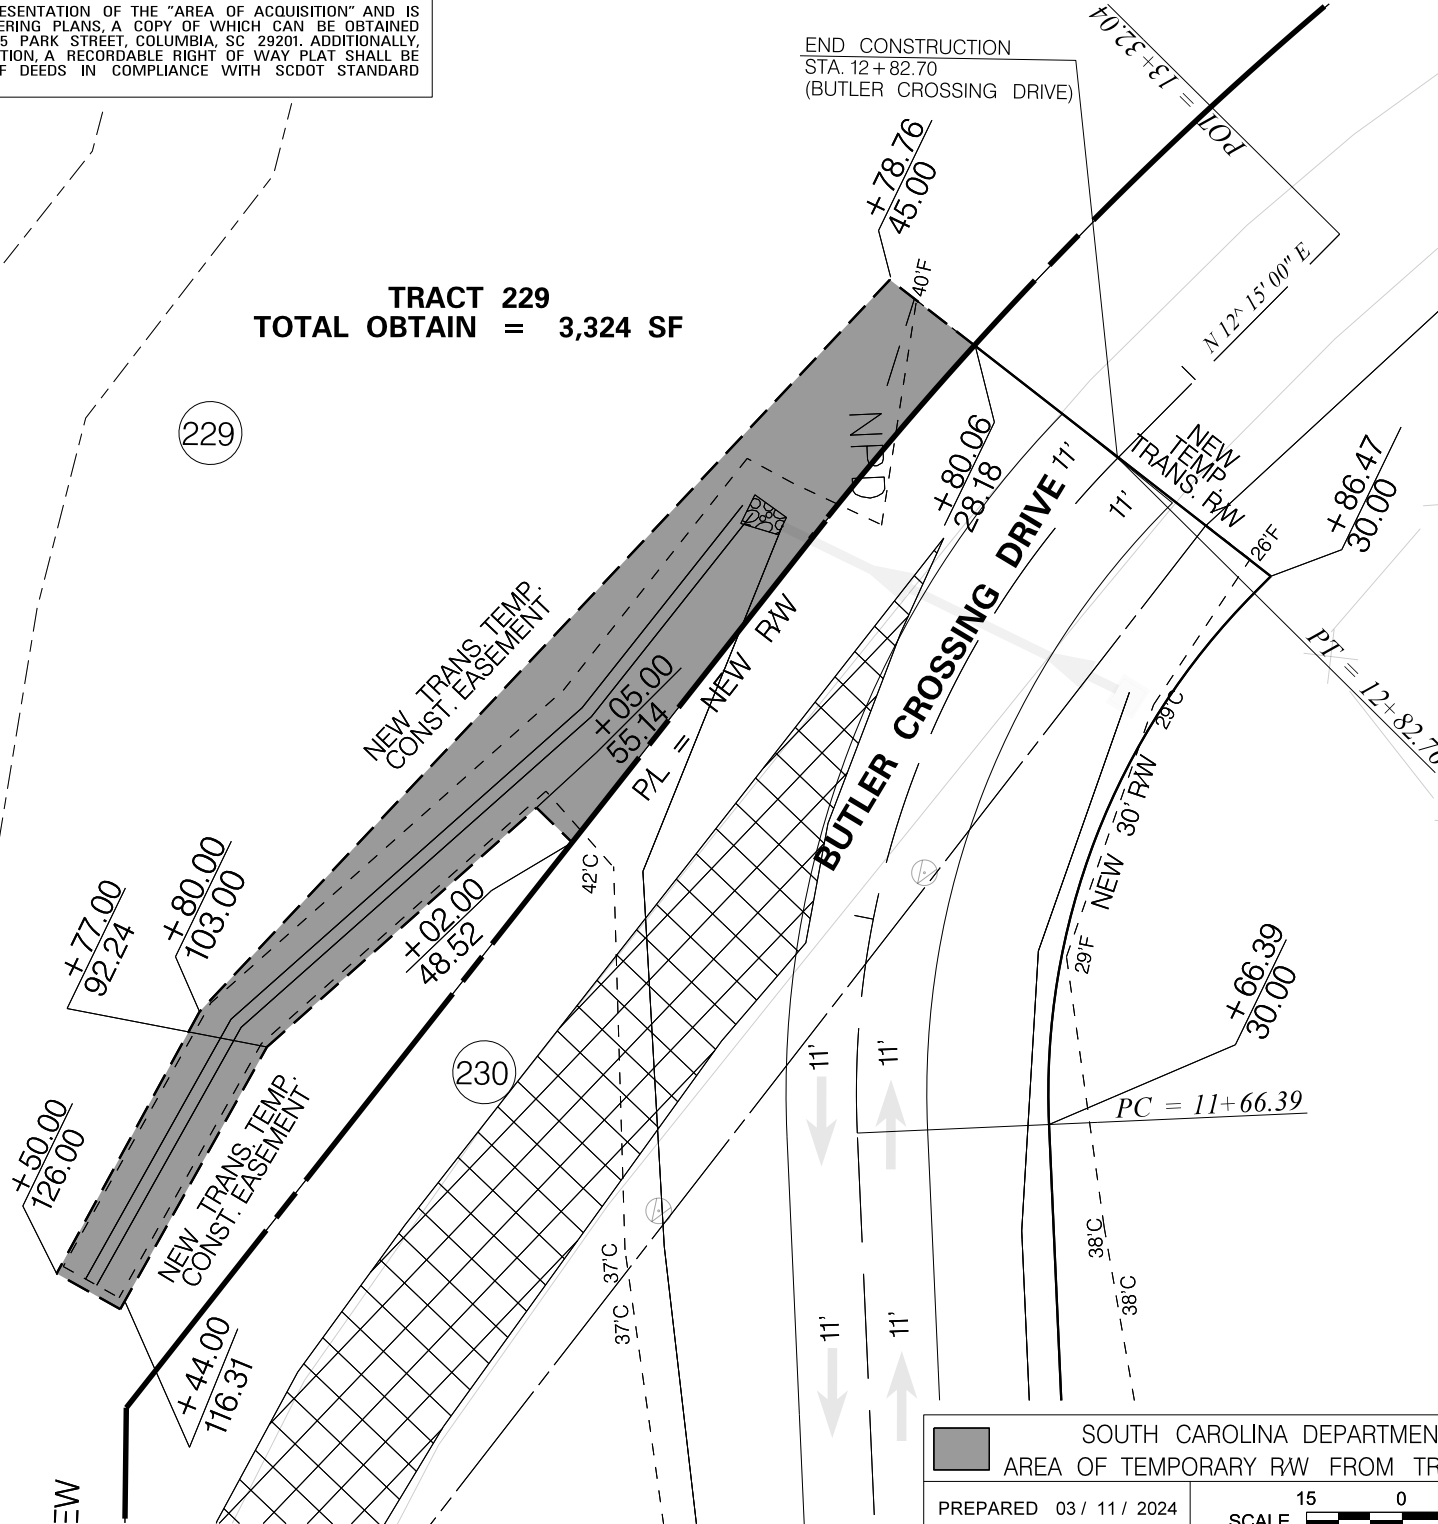 ESENTATION OF THE "AREA OF ACQUISITION" AND IS
ERING PLANS, A COPY OF WHICH CAN BE OBTAINED
5 PARK STREET, COLUMBIA, SC 29201. ADDITIONALLY,
TION, A RECORDABLE RIGHT OF WAY PLAT SHALL BE
F DEEDS IN COMPLIANCE WITH SCDOT STANDARD
END CONSTRUCTION
STA. 12+82.70
(BUTLER CROSSING DRIVE)
POT = 13+32.04
+78.76
45.00
40'F
N 12^ 15' 00" E
TRACT 229
TOTAL OBTAIN = 3,324 SF
229
NPD
+80.06
28.18
11'
11'
NEW
TEMP.
TRANS. R/W
+86.47
30.00
26'F
BUTLER CROSSING DRIVE
NEW TRANS. TEMP.
CONST. EASEMENT
+05.00
55.14
P/L = NEW R/W
PT = 12+82.70
29'C
NEW 30' R/W
29'F
+77.00
92.24
+80.00
103.00
+02.00
48.52
42'C
+66.39
30.00
230
11'
11'
PC = 11+66.39
+50.00
126.00
NEW TRANS. TEMP.
CONST. EASEMENT
37'C
37'C
38'C
38'C
11'
11'
+44.00
116.31
EW
SOUTH CAROLINA DEPARTMEN
AREA OF TEMPORARY R/W FROM TR
PREPARED 03 / 11 / 2024
15 0
SCALE